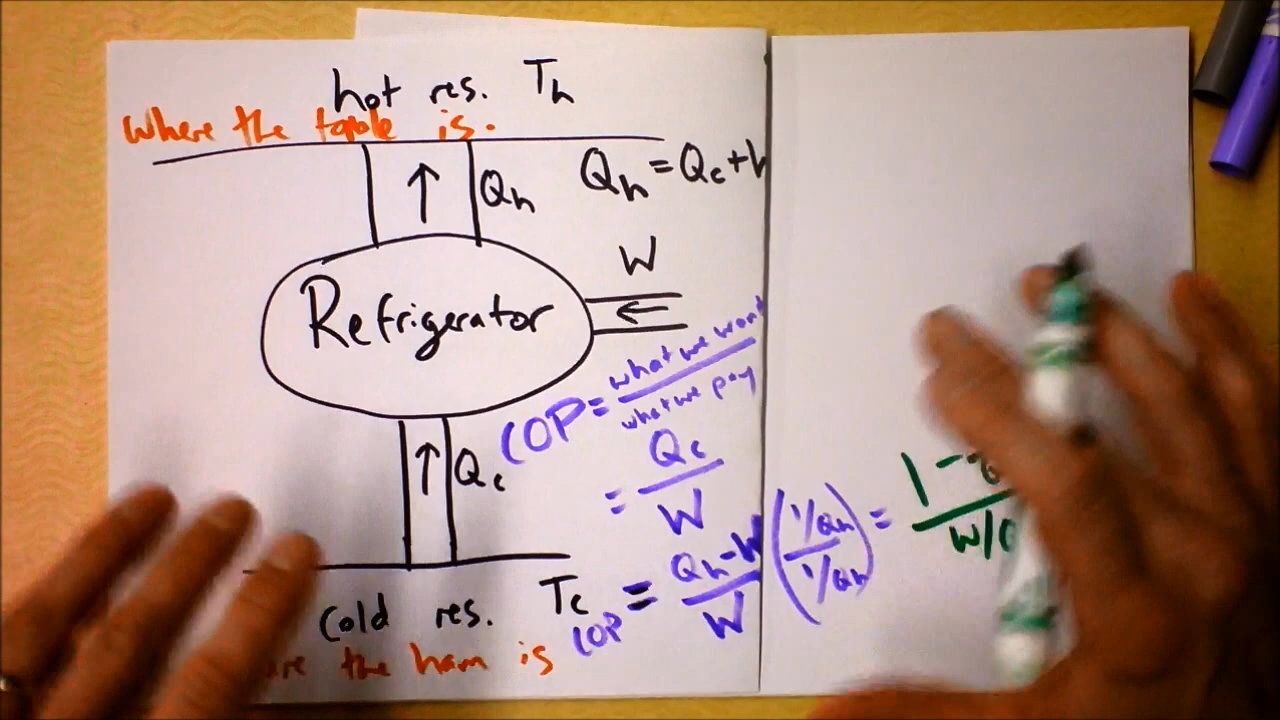 hot res. Th
Where the table is.
Qh
Qh = Qc +
W
Refrigerator
COP = what we want
what we pay
Qc
= Qc
W
COP = Qh - W
W
(1/Qh
1/Qh) =
1 -
W/
Cold res. Tc
the ham is